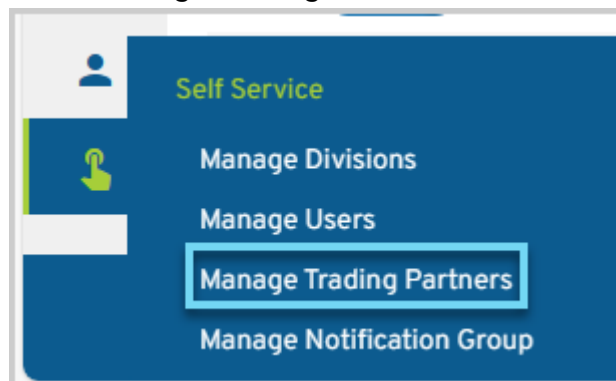 Self Service
Manage Divisions
Manage Users
Manage Trading Partners
Manage Notification Group